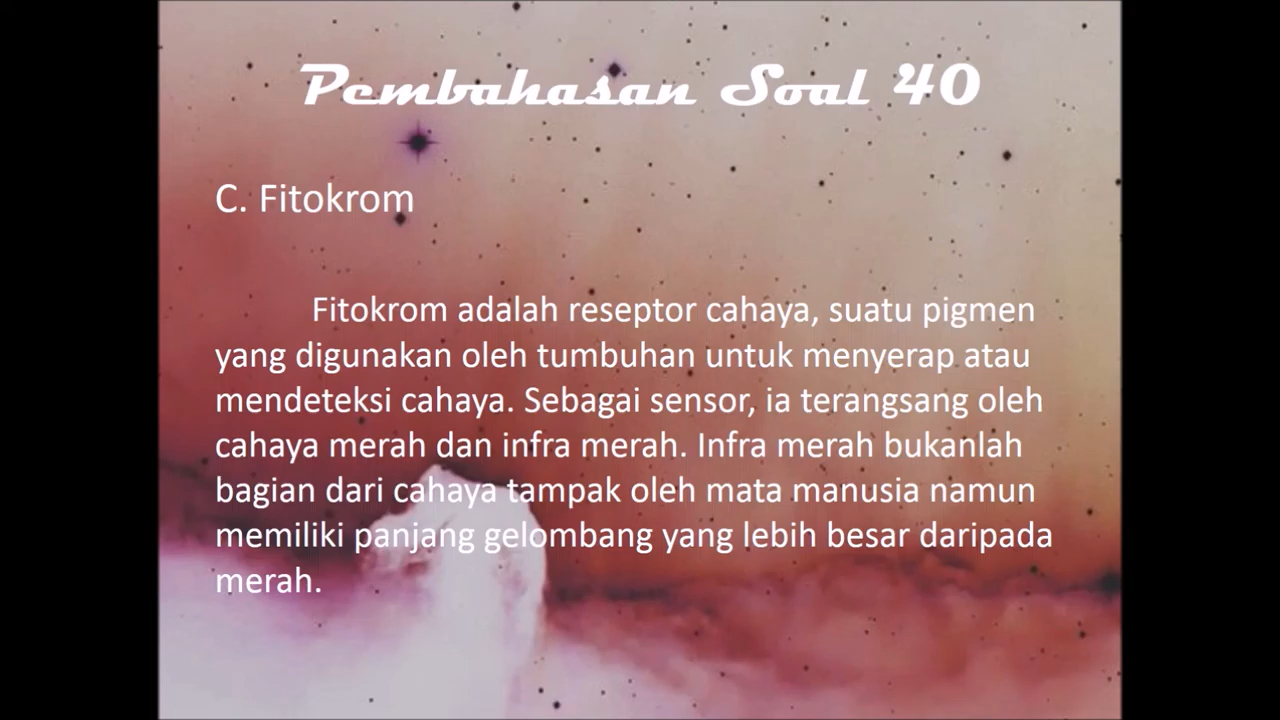 Pembahasan Soal 40
C. Fitokrom
Fitokrom adalah reseptor cahaya, suatu pigmen
yang digunakan oleh tumbuhan untuk menyerap atau
mendeteksi cahaya. Sebagai sensor, ia terangsang oleh
cahaya merah dan infra merah. Infra merah bukanlah
bagian dari cahaya tampak oleh mata manusia namun
memiliki panjang gelombang yang lebih besar daripada
merah.